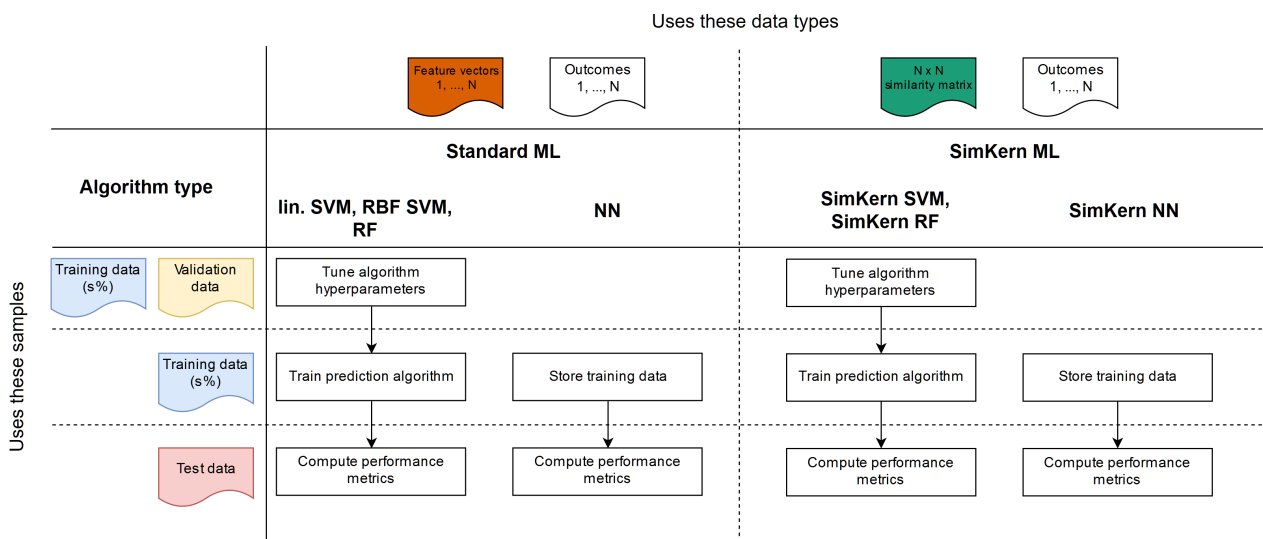 Uses these data types
Feature vectors
1, ..., N
Outcomes
1, ..., N
N x N
similarity matrix
Outcomes
1, ..., N
Algorithm type
Standard ML
SimKern ML
lin. SVM, RBF SVM,
RF
NN
SimKern SVM,
SimKern RF
SimKern NN
Uses these samples
Training data
(s%)
Validation
data
Tune algorithm
hyperparameters
Tune algorithm
hyperparameters
Training data
(s%)
Train prediction algorithm
Store training data
Train prediction algorithm
Store training data
Test data
Compute performance
metrics
Compute performance
metrics
Compute performance
metrics
Compute performance
metrics